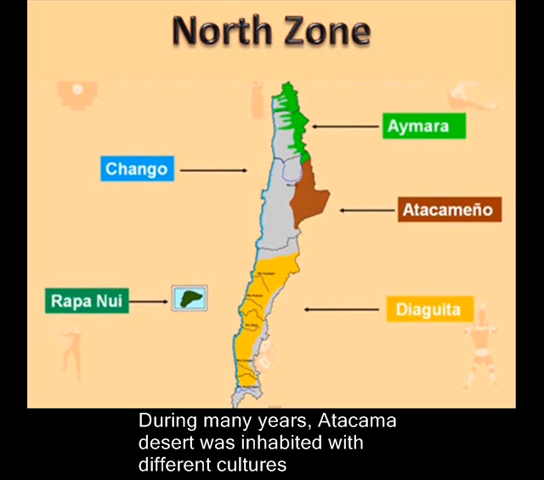 North Zone
Aymara
Chango
Atacameño
Rapa Nui
Diaguita
During many years, Atacama
desert was inhabited with
different cultures